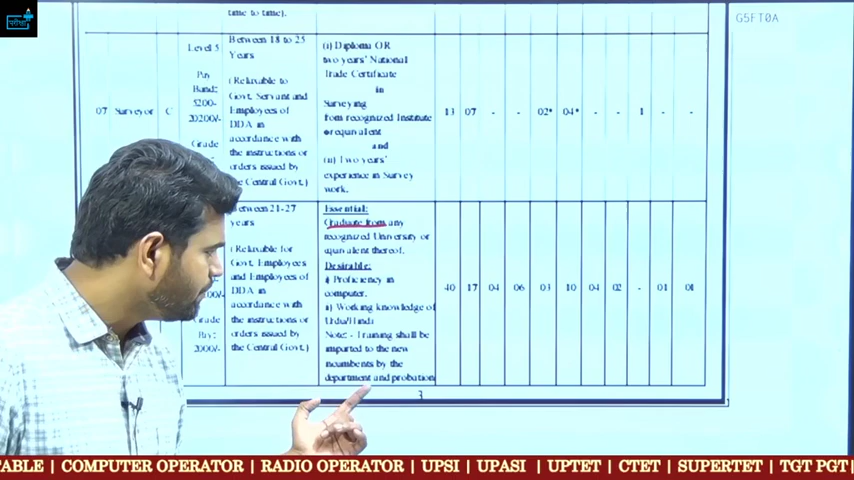 परीक्षा
G5FT0A
time to time).
07 Surveyor C
Level 5
Pay
Band:
5200-
20200/-
Grade
Between 18 to 25
Years
(Relaxable to
Govt. Servant and
Employees of
DDA in
accordance with
the instructions or
orders issued by
the Central Govt.)
(i) Diploma OR
two years' National
Trade Certificate
in
Surveying
from recognized Institute
or equivalent
and
(ii) Two years'
experience in Survey
work.
13 07 - - 02* 04* - - 1 - -
Grade
Pay:
2000/-
Between 21-27
years
(Relaxable for
Govt. Employees
and Employees of
DDA in
accordance with
the instructions or
orders issued by
the Central Govt.)
Essential:
Graduate from any
recognized University or
equivalent thereof.
Desirable:
i) Proficiency in
computer.
ii) Working knowledge of
Urdu/Hindi
Note: - Training shall be
imparted to the new
incumbents by the
department and probation
40 17 04 06 03 10 04 02 - 01 01
3
TABLE | COMPUTER OPERATOR | RADIO OPERATOR | UPSI | UPASI | UPTET | CTET | SUPERTET | TGT PGT |